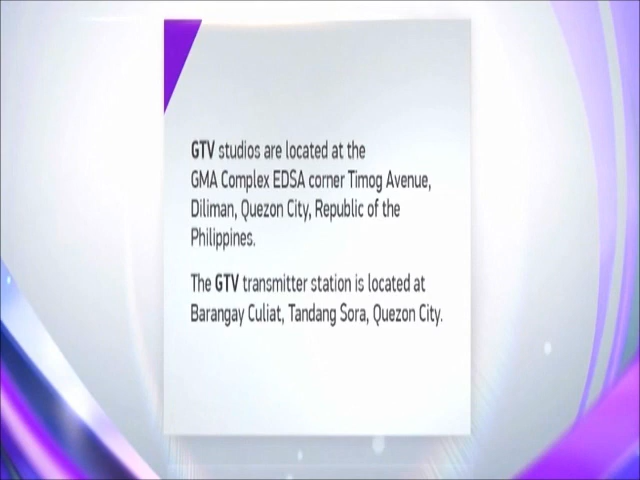 GTV studios are located at the
GMA Complex EDSA corner Timog Avenue,
Diliman, Quezon City, Republic of the
Philippines.
The GTV transmitter station is located at
Barangay Culiat, Tandang Sora, Quezon City.